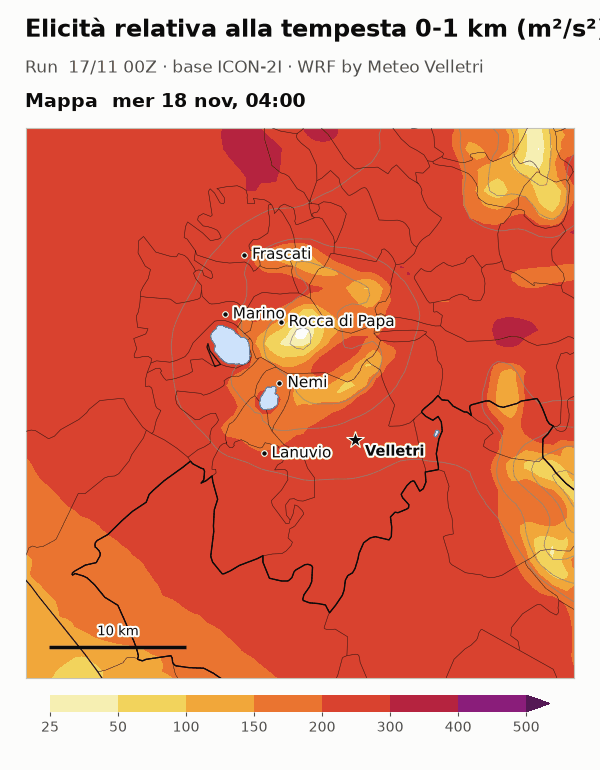 Elicità relativa alla tempesta 0-1 km (m²/s²)
Run  17/11 00Z · base ICON-2I · WRF by Meteo Velletri
Mappa  mer 18 nov, 04:00
Frascati
Marino
Rocca di Papa
Nemi
Velletri
Lanuvio
10 km
25 50 100 150 200 300 400 500